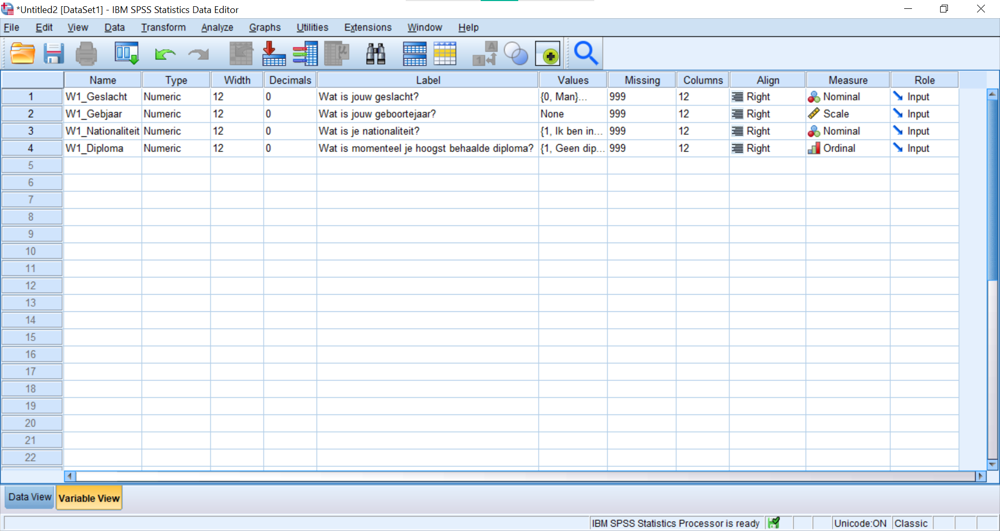 *Untitled2 [DataSet1] - IBM SPSS Statistics Data Editor
File Edit View Data Transform Analyze Graphs Utilities Extensions Window Help
Name Type Width Decimals Label Values Missing Columns Align Measure Role
1 W1_Geslacht Numeric 12 0 Wat is jouw geslacht? {0, Man}... 999 12 Right Nominal Input
2 W1_Gebjaar Numeric 12 0 Wat is jouw geboortejaar? None 999 12 Right Scale Input
3 W1_Nationaliteit Numeric 12 0 Wat is je nationaliteit? {1, Ik ben in... 999 12 Right Nominal Input
4 W1_Diploma Numeric 12 0 Wat is momenteel je hoogst behaalde diploma? {1, Geen dip... 999 12 Right Ordinal Input
5
6
7
8
9
10
11
12
13
14
15
16
17
18
19
20
21
22
Data View Variable View
IBM SPSS Statistics Processor is ready Unicode:ON Classic